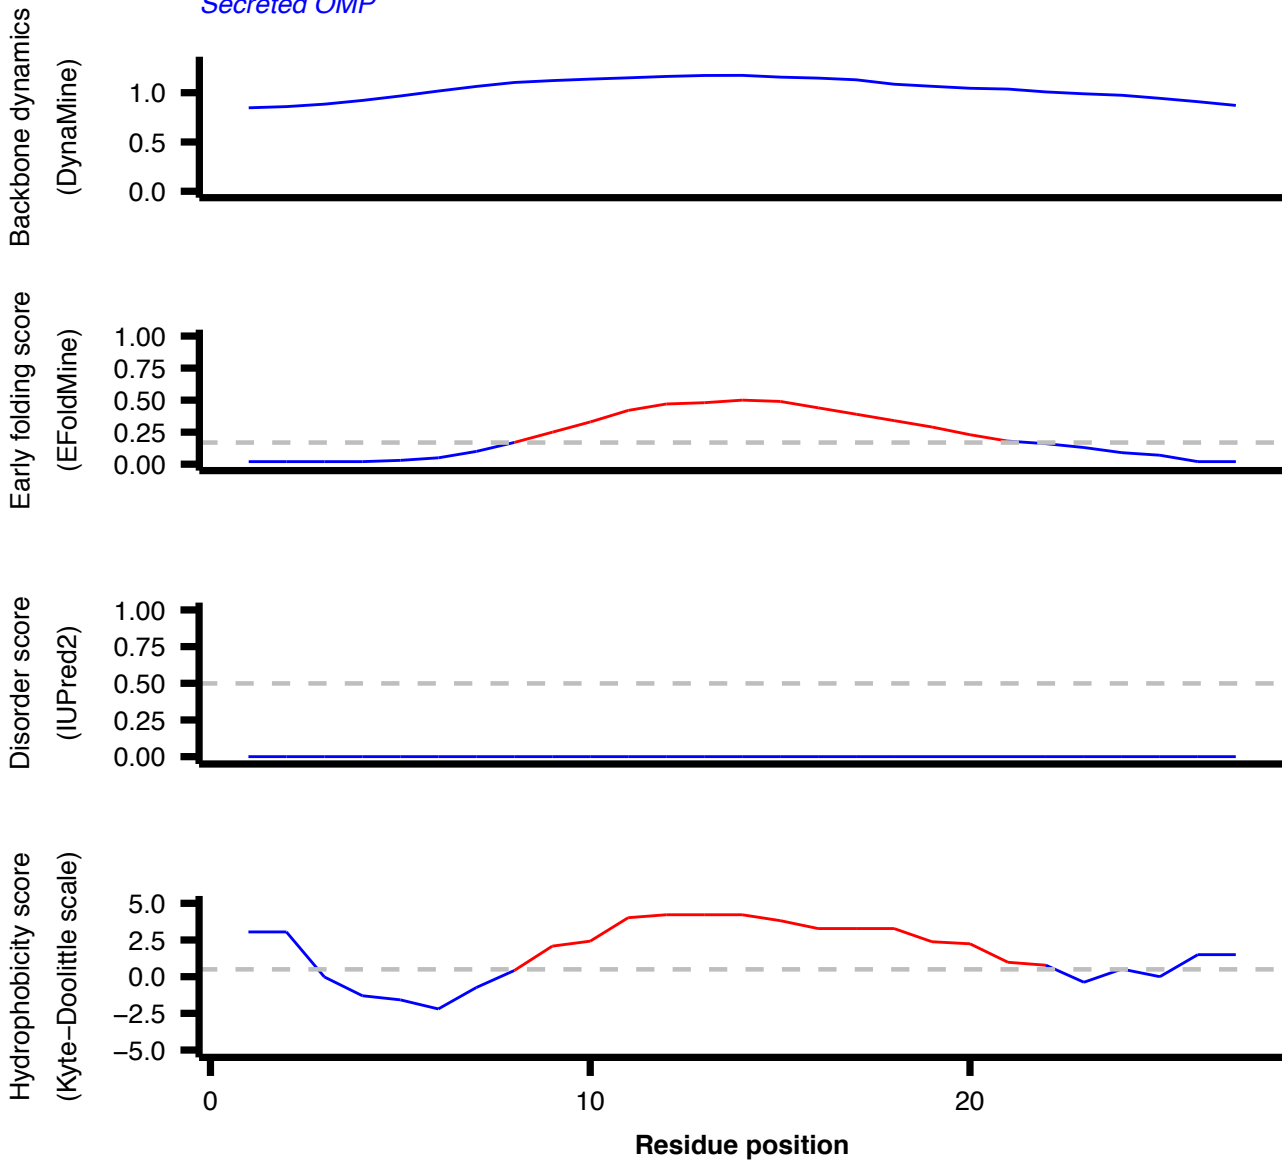 Secreted OMP
Backbone dynamics
(DynaMine)
1.0
0.5
0.0
Early folding score
(EFoldMine)
1.00
0.75
0.50
0.25
0.00
Disorder score
(IUPred2)
1.00
0.75
0.50
0.25
0.00
Hydrophobicity score
(Kyte−Doolittle scale)
5.0
2.5
0.0
−2.5
−5.0
0 10 20
Residue position